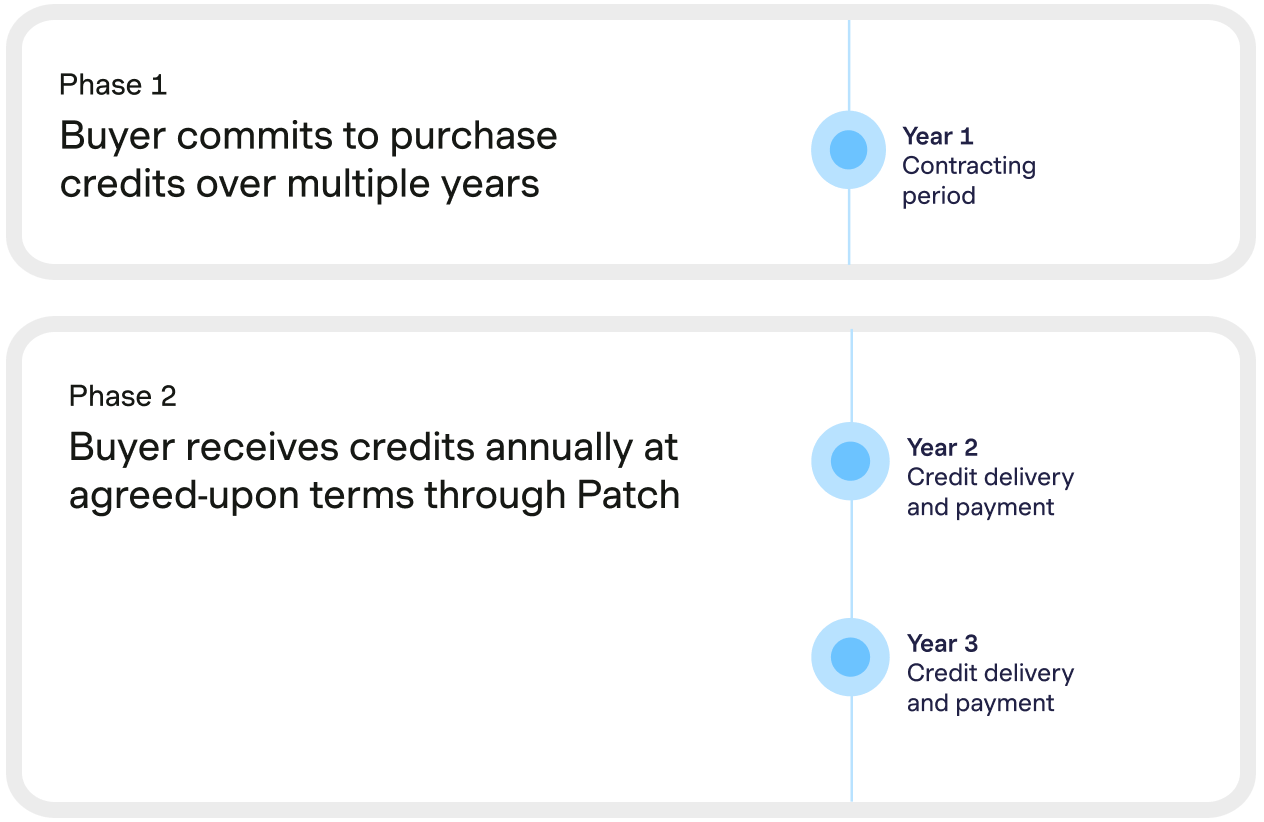 Phase 1
Buyer commits to purchase
credits over multiple years
Year 1
Contracting
period
Phase 2
Buyer receives credits annually at
agreed-upon terms through Patch
Year 2
Credit delivery
and payment
Year 3
Credit delivery
and payment